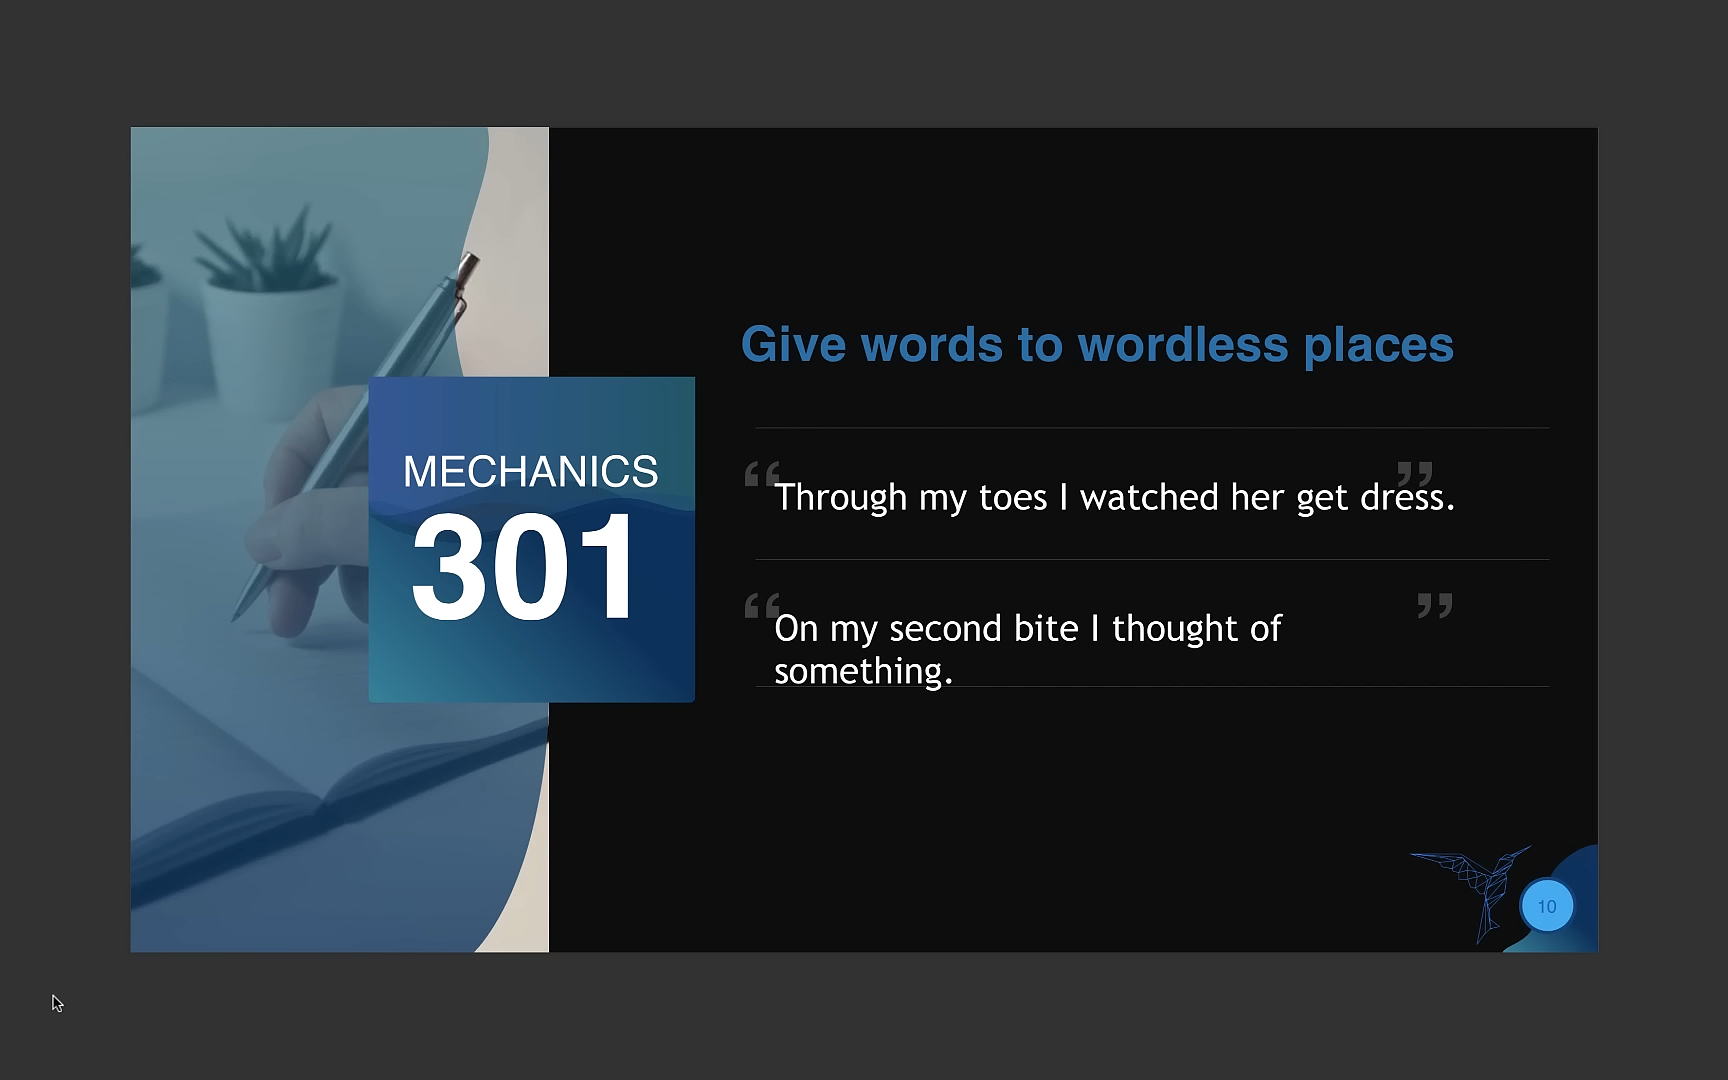 Give words to wordless places
MECHANICS
301
“Through my toes I watched her get dress.”
“On my second bite I thought of ”
something.
10